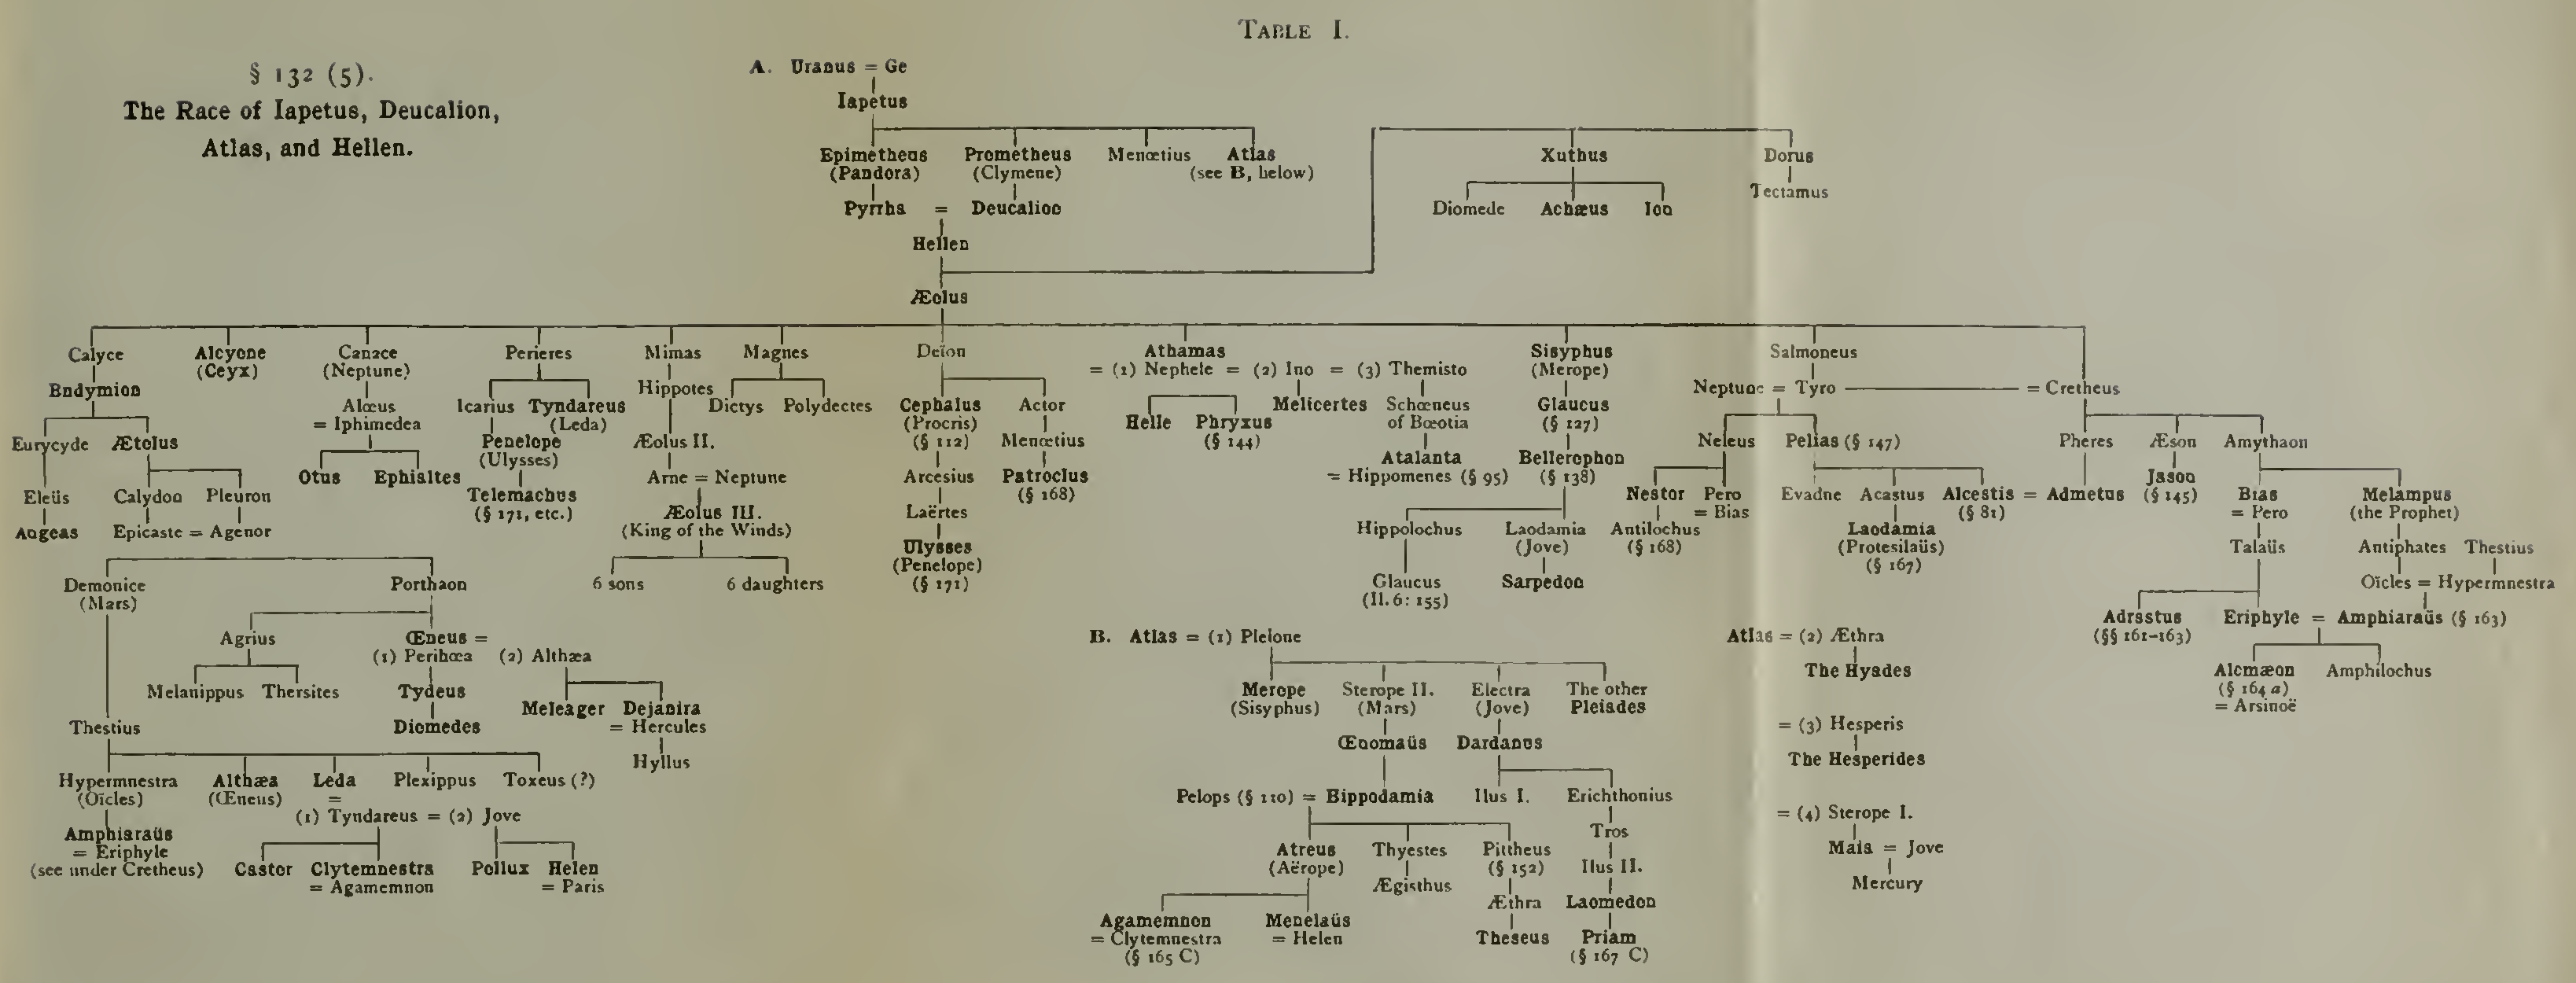 TABLE I.
§ 132 (5).
The Race of Iapetus, Deucalion,
Atlas, and Hellen.
A. Uranus = Ge
Iapetus
Epimetheus Prometheus Menœtius Atlas
(Pandora) (Clymene) (see B, below)
Pyrrha = Deucalion
Hellen
Xuthus Dorus
Tectamus
Diomede Achæus Ion
Æolus
Calyce Alcyone Canace Perieres Mimas Magnes Deïon Athamas Sisyphus Salmoneus
(Ceyx) (Neptune) = (1) Nephele = (2) Ino = (3) Themisto (Merope)
Endymion Hippotes Neptune = Tyro = Cretheus
Alœus Icarius Tyndareus Dictys Polydectes Cephalus Actor Melicertes Schœneus Glaucus
= Iphimedea (Leda) (Procris) Helle Phryxus of Bœotia (§ 127)
Eurycyde Ætolus Penelope Æolus II. (§ 112) Menœtius (§ 144) Neleus Pelias (§ 147) Pheres Æson Amythaon
(Ulysses) Atalanta Bellerophon
Otus Ephialtes Arne = Neptune Arcesius Patroclus = Hippomenes (§ 95) (§ 138) Jason
Eleüs Calydon Pleuron Telemachus (§ 168) Nestor Pero Evadne Acastus Alcestis = Admetus (§ 145) Bias Melampus
(§ 171, etc.) Æolus III. Laërtes = Bias (§ 81) = Pero (the Prophet)
Augeas Epicaste = Agenor (King of the Winds) Hippolochus Laodamia Antilochus Laodamia
Ulysses (Jove) (§ 168) (Protesilaüs) Talaüs Antiphates Thestius
(Penelope) (§ 167)
Demonice Porthaon 6 sons 6 daughters (§ 171) Glaucus Sarpedon Oïcles = Hypermnestra
(Mars) (Il. 6: 155)
Adrastus Eriphyle = Amphiaraüs (§ 163)
(§§ 161-163)
Alcmæon Amphilochus
(§ 164 a)
= Arsinoë
Agrius Œneus =
(1) Peribœa (2) Althæa
Melanippus Thersites Tydeus
Meleager Dejanira
Diomedes = Hercules
Hyllus
Thestius
Hypermnestra Althæa Leda Plexippus Toxeus (?)
(Oïcles) (Œneus) =
(1) Tyndareus = (2) Jove
Amphiaraüs
= Eriphyle
(see under Cretheus) Castor Clytemnestra Pollux Helen
= Agamemnon = Paris
B. Atlas = (1) Pleione
Merope Sterope II. Electra The other
(Sisyphus) (Mars) (Jove) Pleiades
Œnomaüs Dardanus
Pelops (§ 110) = Hippodamia Ilus I. Erichthonius
Tros
Atreus Thyestes Pittheus
(Aërope) (§ 152) Ilus II.
Ægisthus
Æthra Laomedon
Agamemnon Menelaüs
= Clytemnestra = Helen Theseus Priam
(§ 165 C) (§ 167 C)
Atlas = (2) Æthra
The Hyades
= (3) Hesperis
The Hesperides
= (4) Sterope I.
Maia = Jove
Mercury